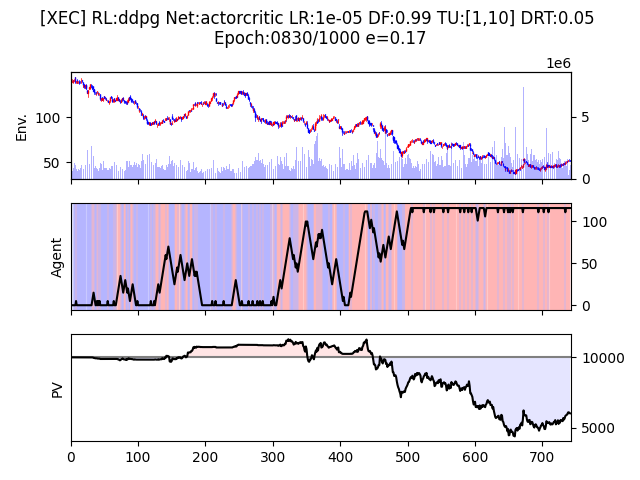 [XEC] RL:ddpg Net:actorcritic LR:1e-05 DF:0.99 TU:[1,10] DRT:0.05
Epoch:0830/1000 e=0.17
1e6
Env.
100
50
5
0
Agent
100
50
0
PV
10000
5000
0 100 200 300 400 500 600 700